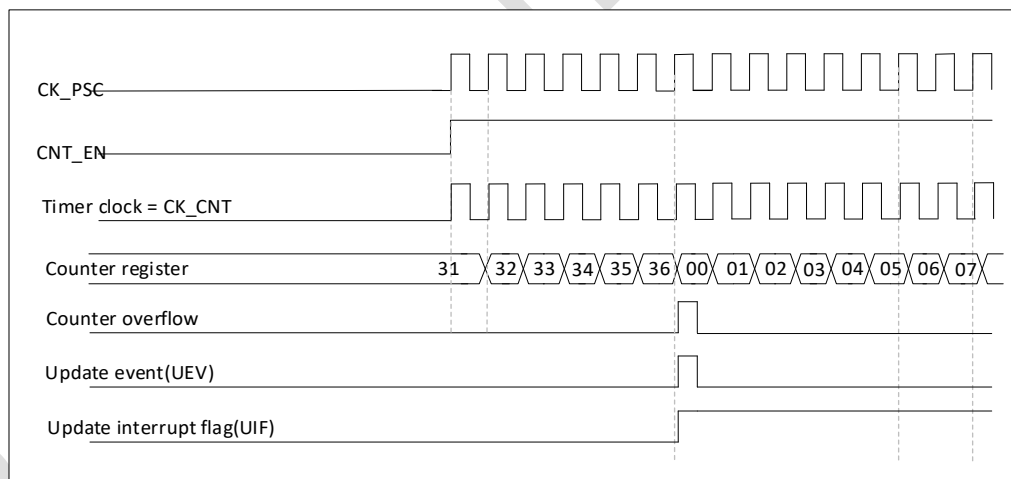 CK_PSC
CNT_EN
Timer clock = CK_CNT
Counter register 31 32 33 34 35 36 00 01 02 03 04 05 06 07
Counter overflow
Update event(UEV)
Update interrupt flag(UIF)